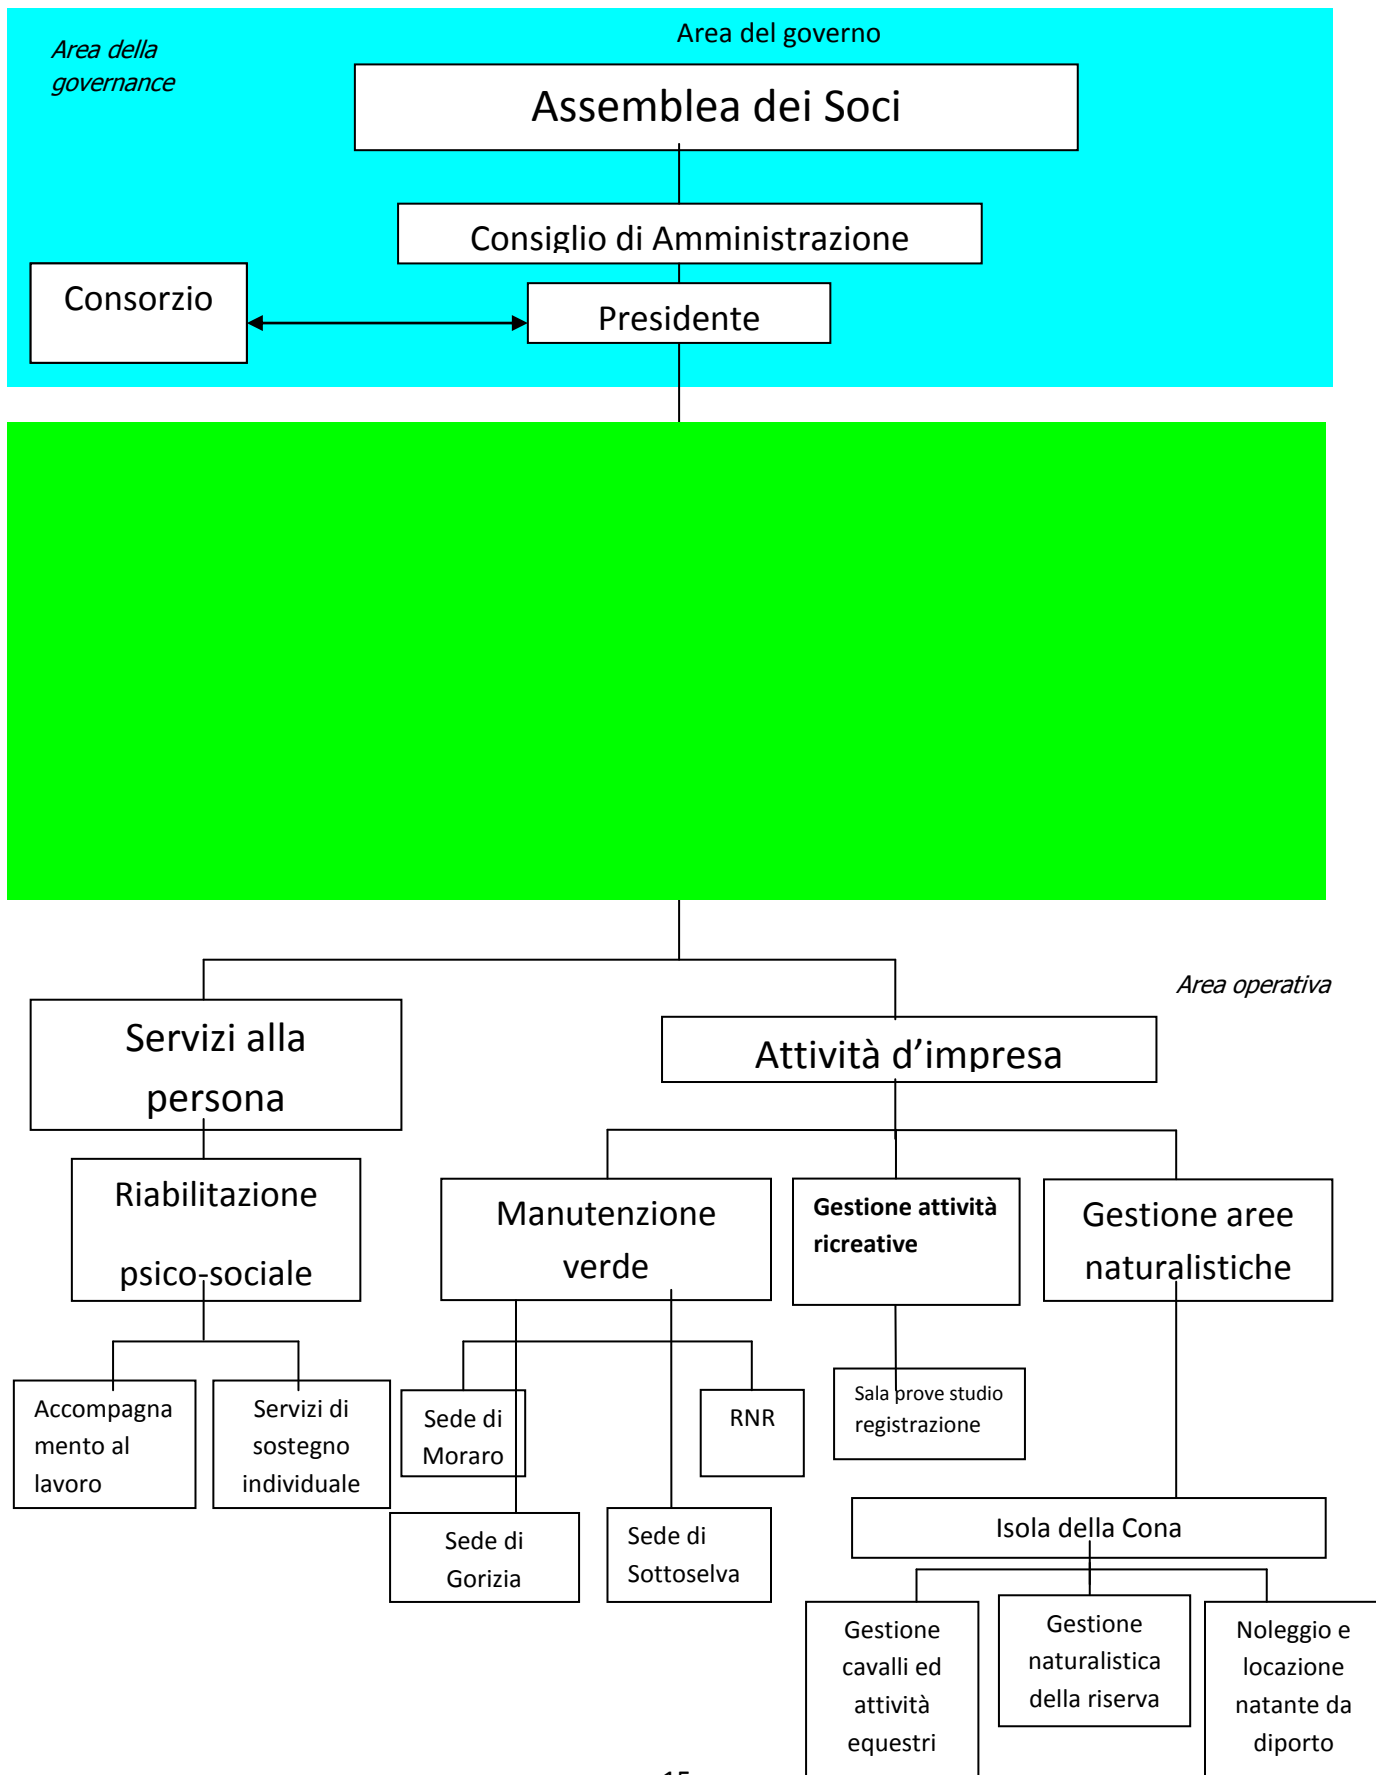 Area della
governance
Area del governo
Assemblea dei Soci
Consiglio di Amministrazione
Consorzio
Presidente
Area operativa
Servizi alla
persona
Attività d’impresa
Riabilitazione
psico-sociale
Manutenzione
verde
Gestione attività
ricreative
Gestione aree
naturalistiche
Accompagna
mento al
lavoro
Servizi di
sostegno
individuale
Sede di
Moraro
RNR
Sala prove studio
registrazione
Sede di
Gorizia
Sede di
Sottoselva
Isola della Cona
Gestione
cavalli ed
attività
equestri
Gestione
naturalistica
della riserva
Noleggio e
locazione
natante da
diporto
15